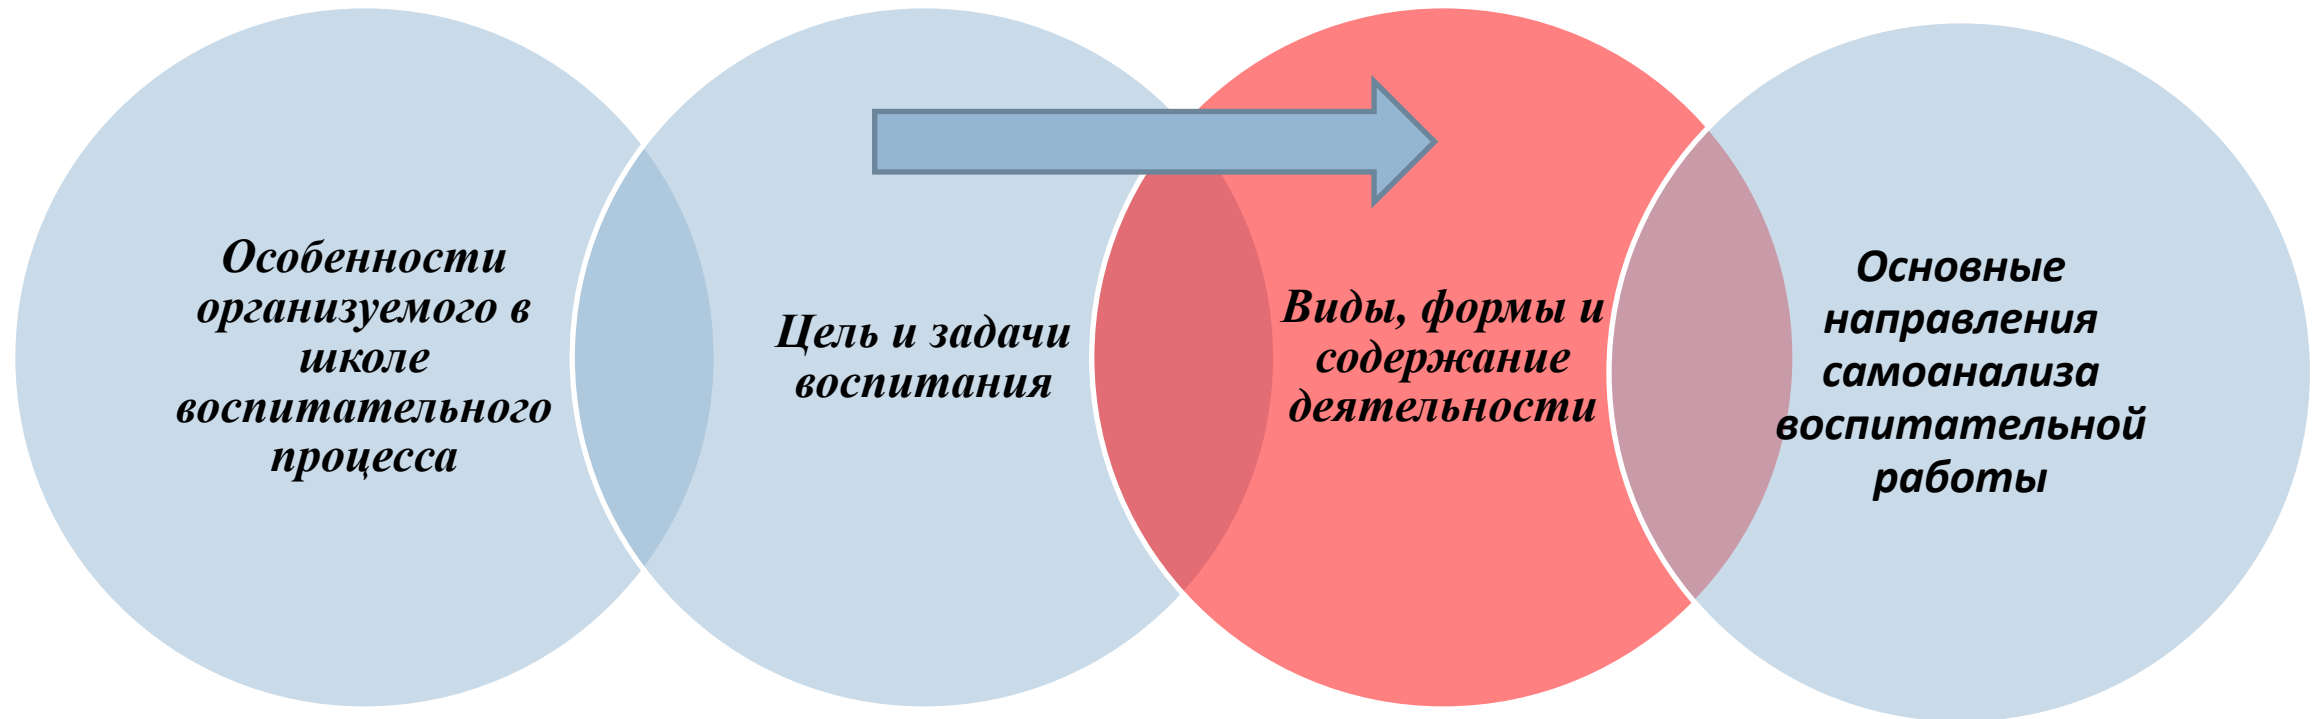 Особенности
организуемого в
школе
воспитательного
процесса
Цель и задачи
воспитания
Виды, формы и
содержание
деятельности
Основные
направления
самоанализа
воспитательной
работы